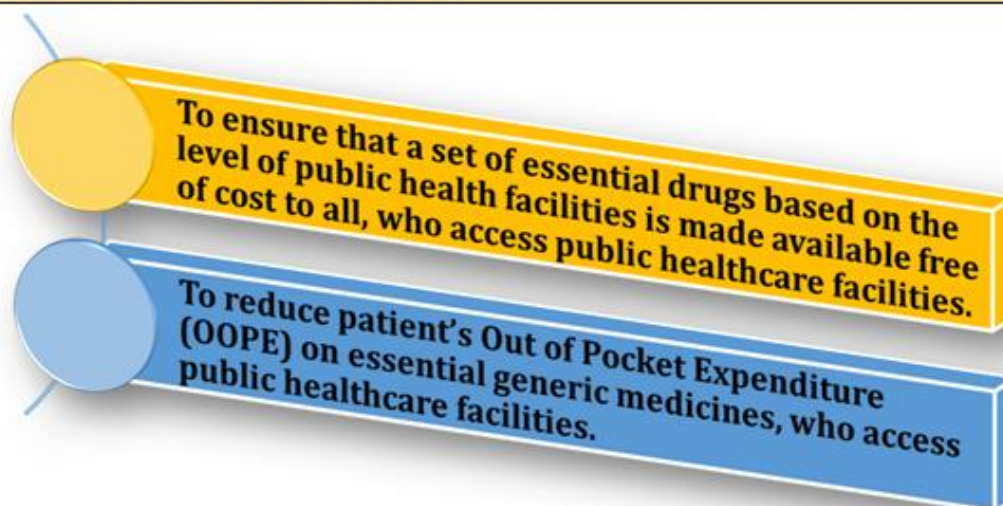 To ensure that a set of essential drugs based on the
level of public health facilities is made available free
of cost to all, who access public healthcare facilities.
To reduce patient’s Out of Pocket Expenditure
(OOPE) on essential generic medicines, who access
public healthcare facilities.